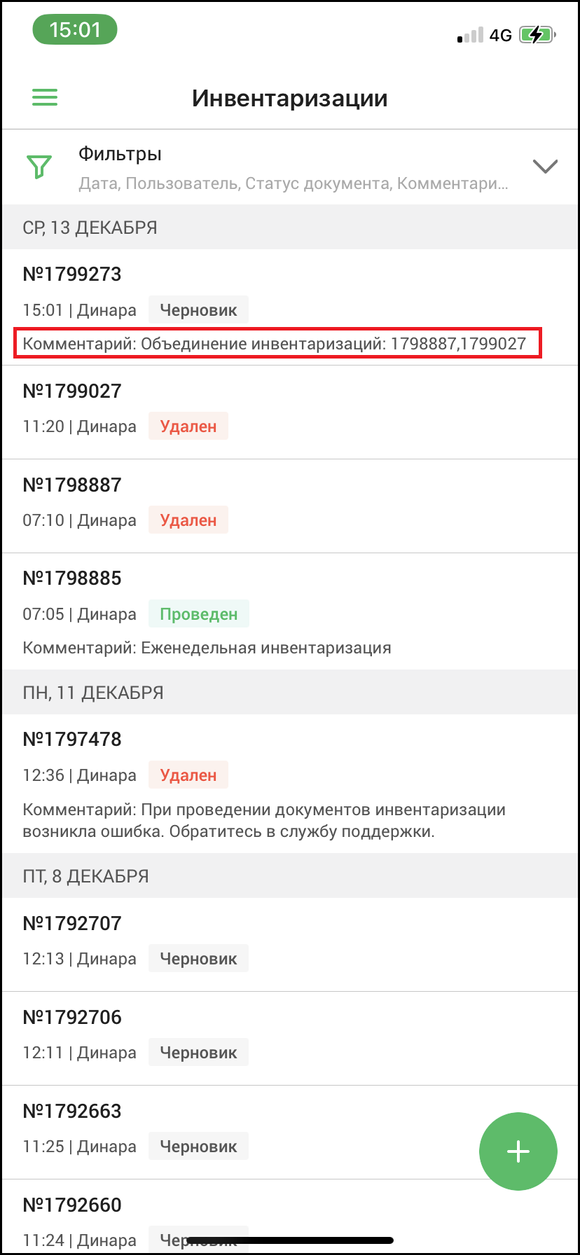 15:01
4G
Инвентаризации
Фильтры
Дата, Пользователь, Статус документа, Комментари...
СР, 13 ДЕКАБРЯ
№1799273
15:01 | Динара Черновик
Комментарий: Объединение инвентаризаций: 1798887,1799027
№1799027
11:20 | Динара Удален
№1798887
07:10 | Динара Удален
№1798885
07:05 | Динара Проведен
Комментарий: Еженедельная инвентаризация
ПН, 11 ДЕКАБРЯ
№1797478
12:36 | Динара Удален
Комментарий: При проведении документов инвентаризации
возникла ошибка. Обратитесь в службу поддержки.
ПТ, 8 ДЕКАБРЯ
№1792707
12:13 | Динара Черновик
№1792706
12:11 | Динара Черновик
№1792663
11:25 | Динара Черновик
№1792660
11:24 | Динара Черновик